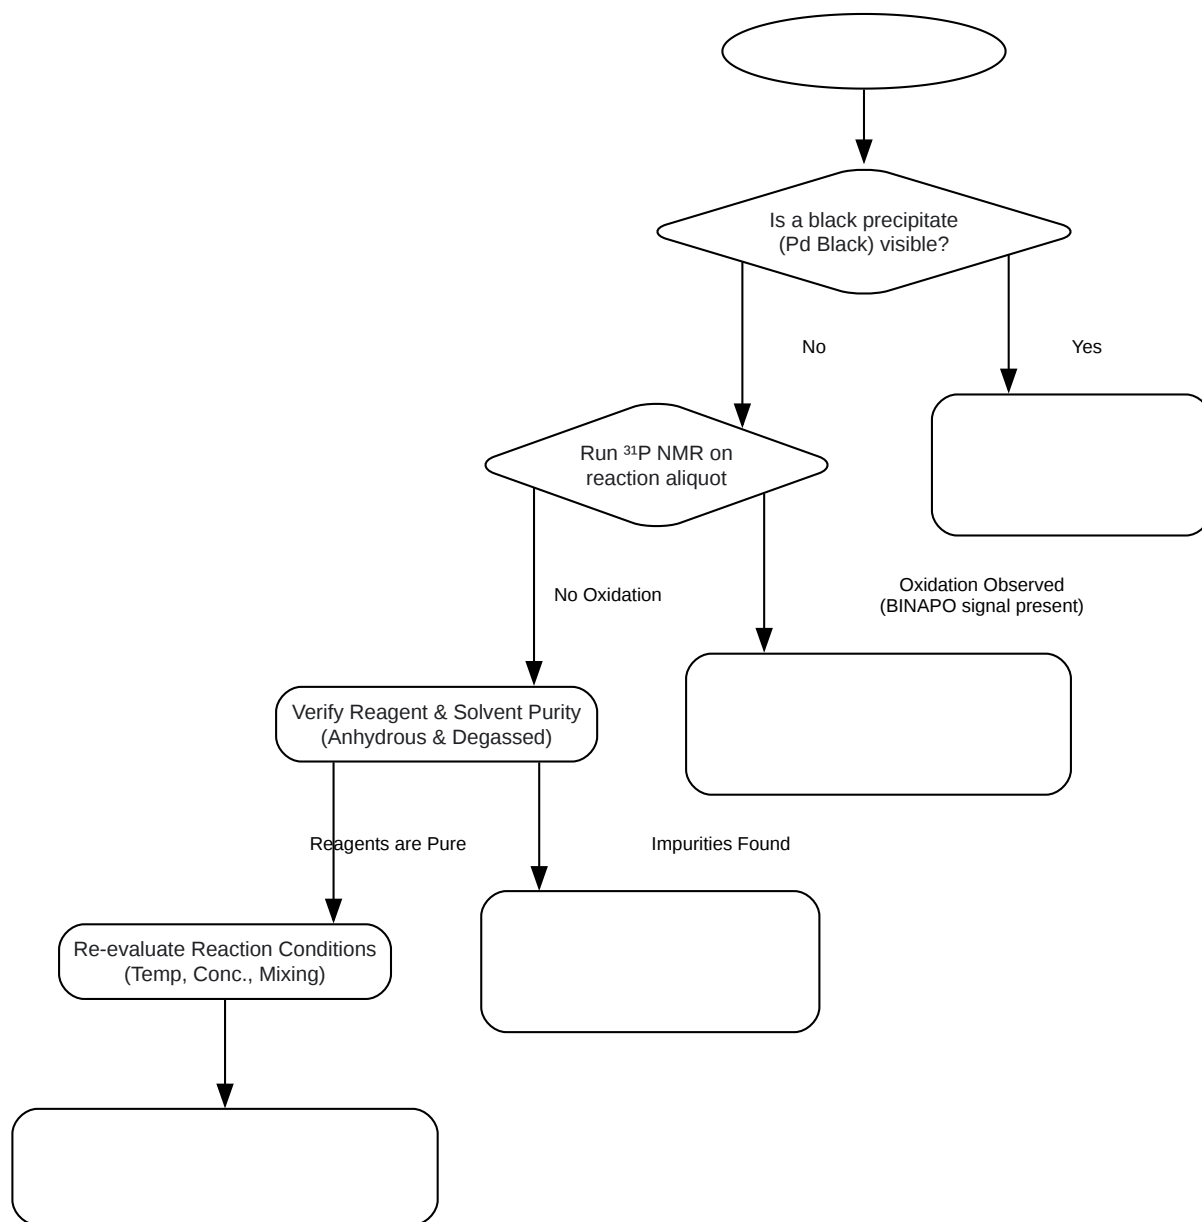 Is a black precipitate
(Pd Black) visible?
No
Yes
Run ³¹P NMR on
reaction aliquot
No Oxidation
Oxidation Observed
(BINAPO signal present)
Verify Reagent & Solvent Purity
(Anhydrous & Degassed)
Reagents are Pure
Impurities Found
Re-evaluate Reaction Conditions
(Temp, Conc., Mixing)